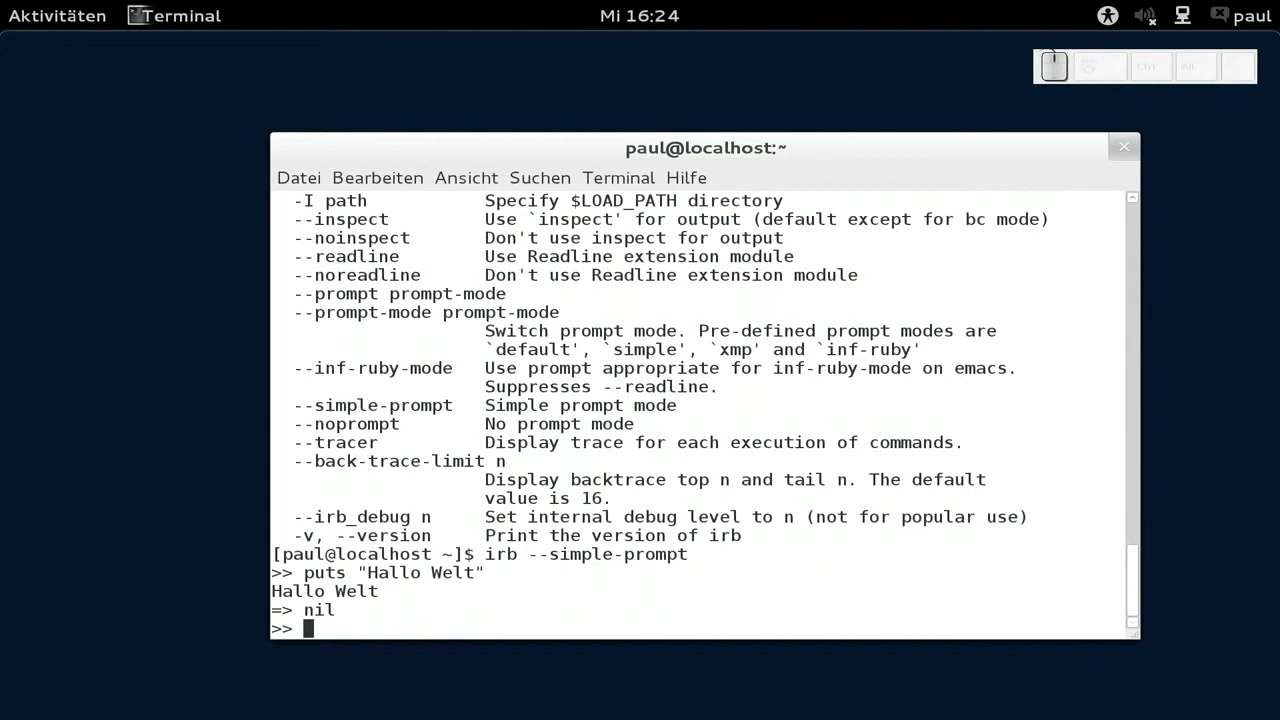 Aktivitäten Terminal Mi 16:24 paul
Ctrl Alt
paul@localhost:~
Datei Bearbeiten Ansicht Suchen Terminal Hilfe
-I path Specify $LOAD_PATH directory
--inspect Use `inspect' for output (default except for bc mode)
--noinspect Don't use inspect for output
--readline Use Readline extension module
--noreadline Don't use Readline extension module
--prompt prompt-mode
--prompt-mode prompt-mode
Switch prompt mode. Pre-defined prompt modes are
`default', `simple', `xmp' and `inf-ruby'
--inf-ruby-mode Use prompt appropriate for inf-ruby-mode on emacs.
Suppresses --readline.
--simple-prompt Simple prompt mode
--noprompt No prompt mode
--tracer Display trace for each execution of commands.
--back-trace-limit n
Display backtrace top n and tail n. The default
value is 16.
--irb_debug n Set internal debug level to n (not for popular use)
-v, --version Print the version of irb
[paul@localhost ~]$ irb --simple-prompt
>> puts "Hallo Welt"
Hallo Welt
=> nil
>>